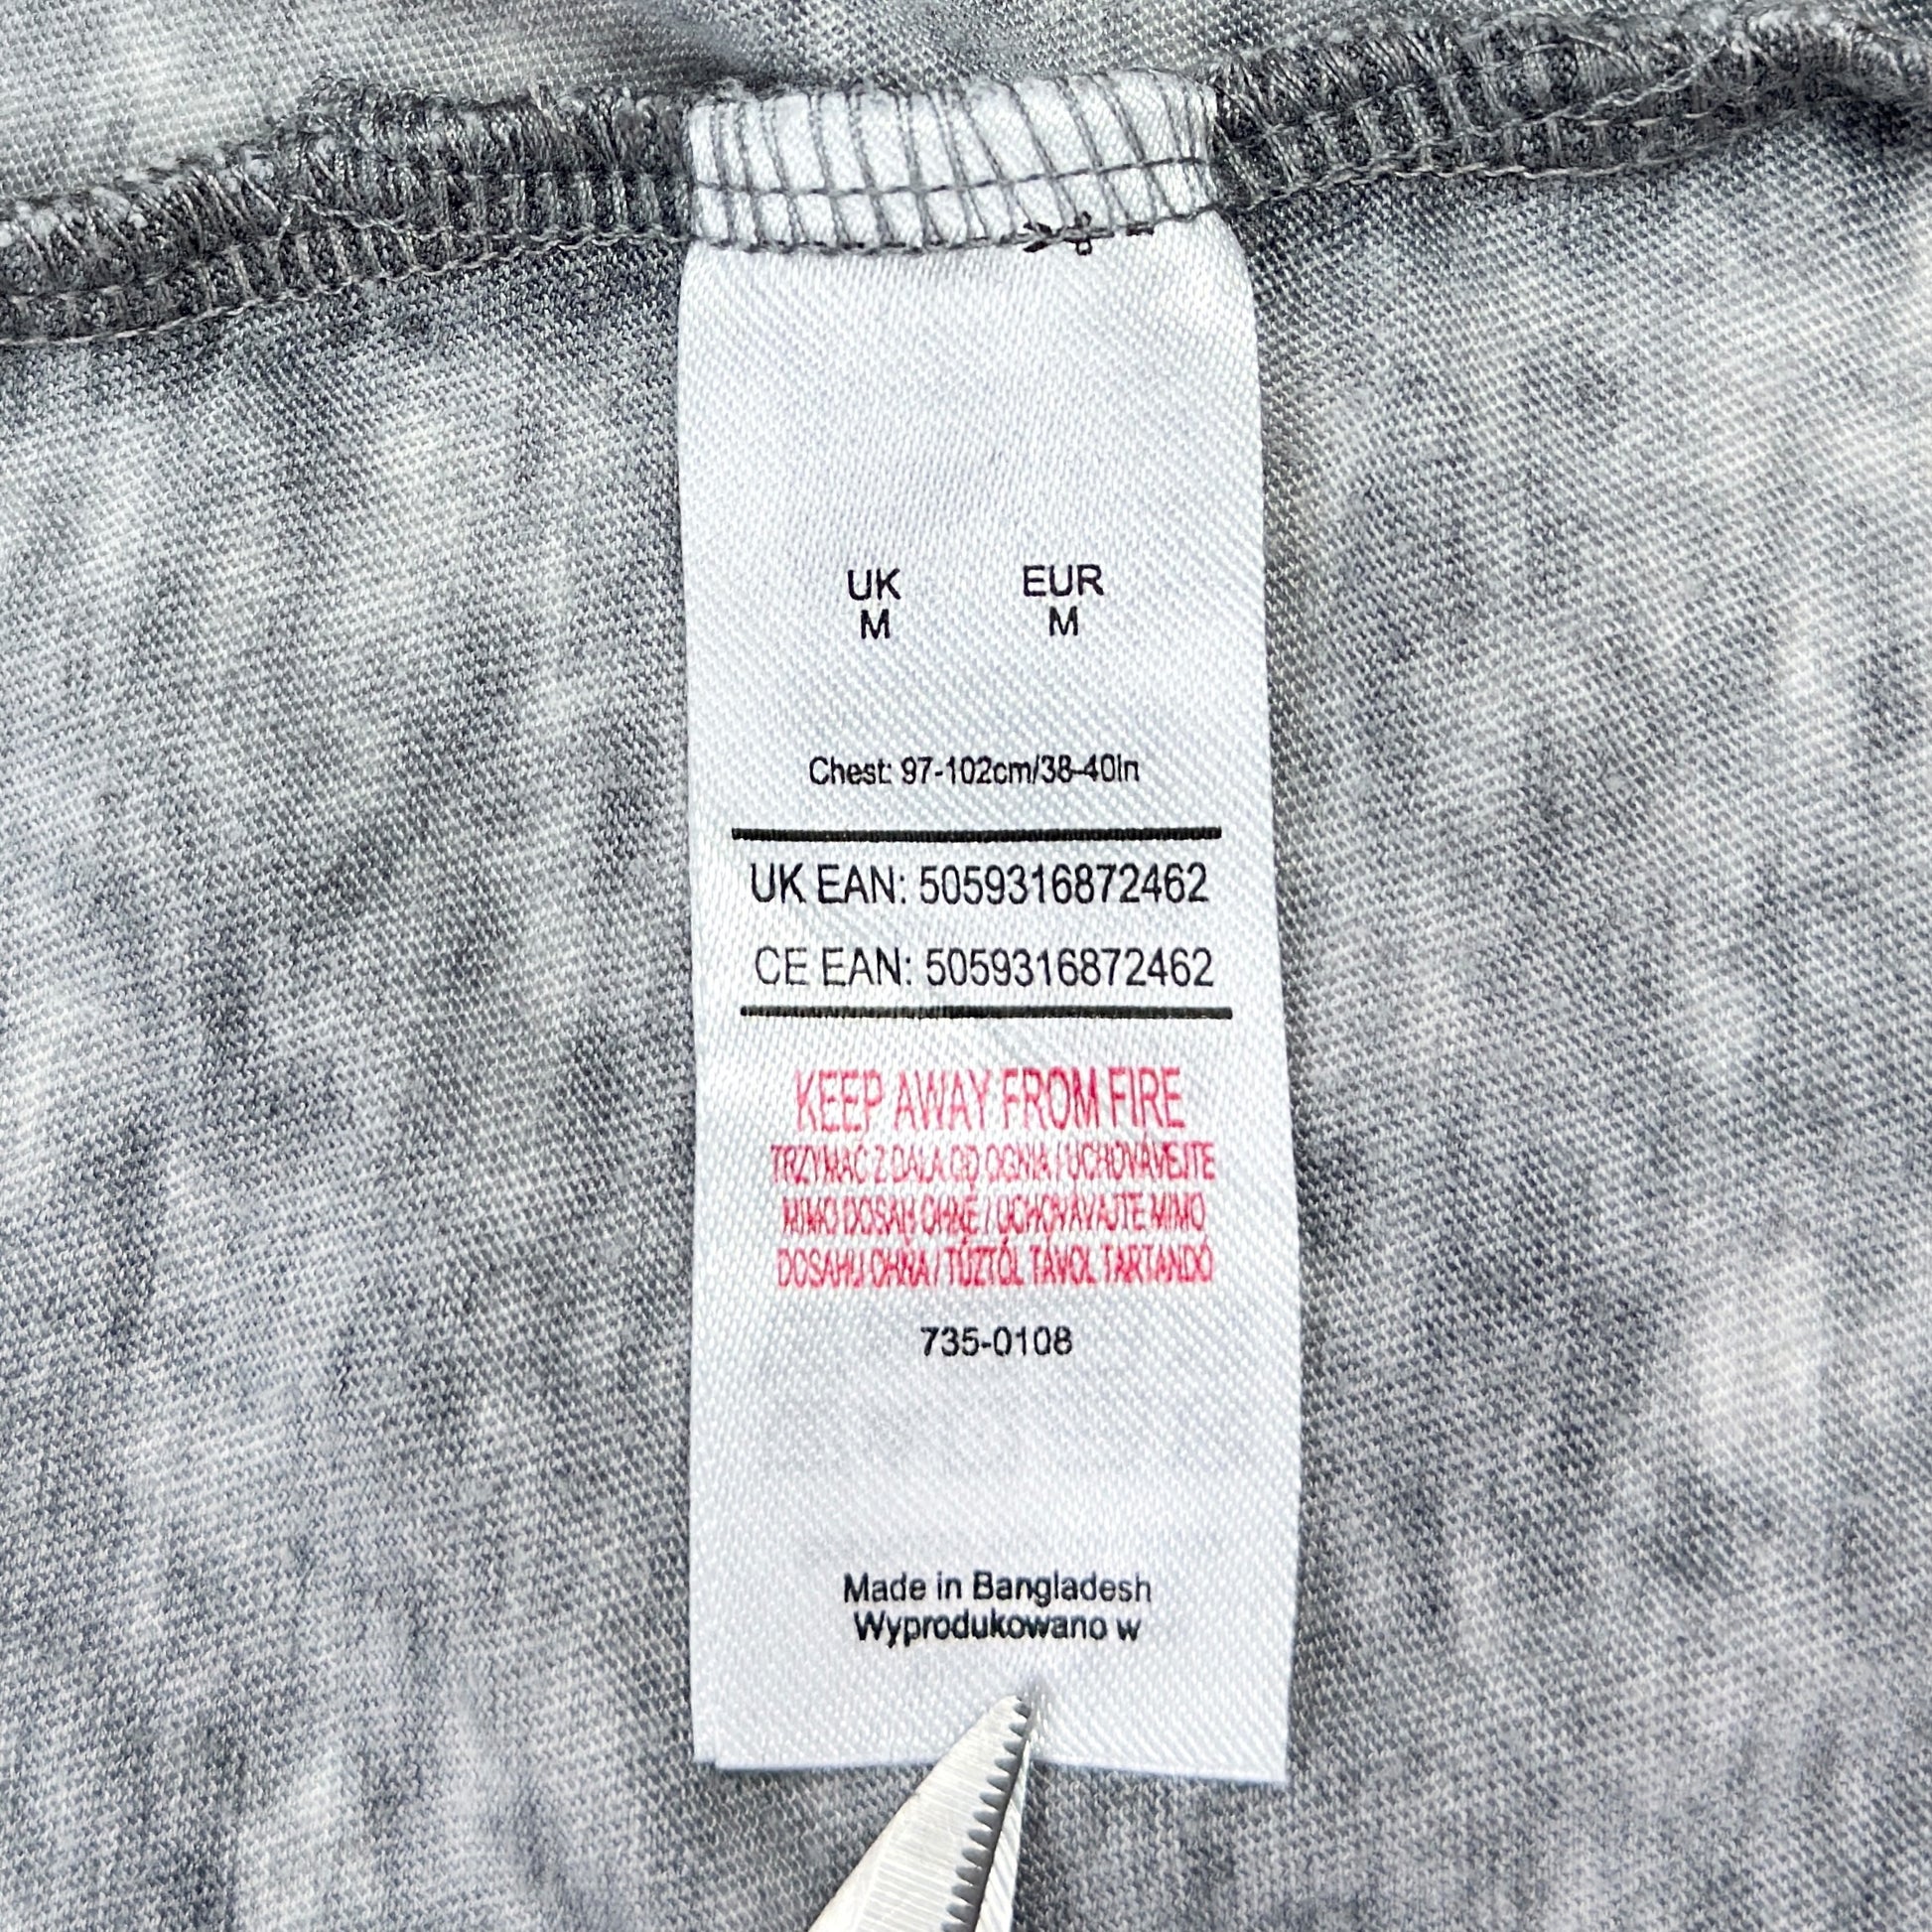 UK EUR
M M
Chest: 97-102cm/38-40In
UK EAN: 5059316872462
CE EAN: 5059316872462
KEEP AWAY FROM FIRE
TRZYMAĆ Z DALA OD OGNIA / UCHOVÁVEJTE
MIMO DOSAH OHNĚ / UCHOVÁVAJTE MIMO
DOSAHU OHŇA / TŰZTŐL TÁVOL TARTANDÓ
735-0108
Made in Bangladesh
Wyprodukowano w